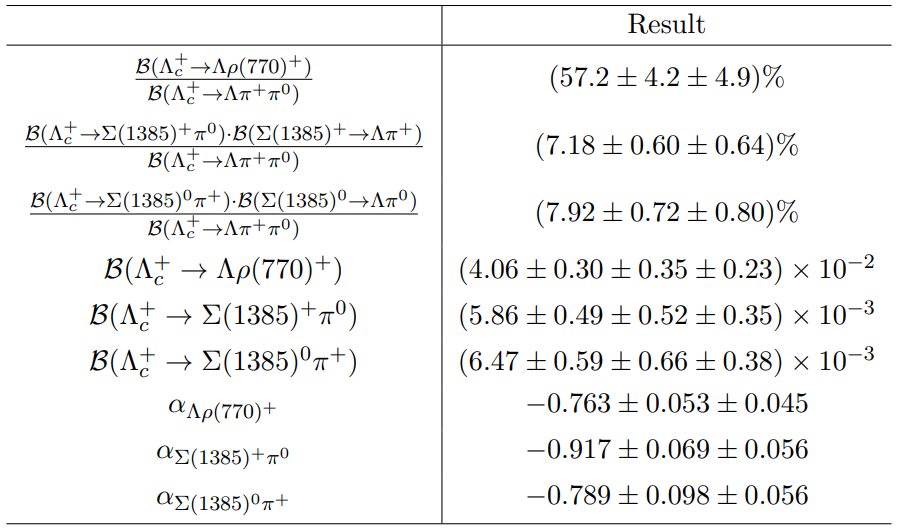 Result
B(Λc+→Λρ(770)+) / B(Λc+→Λπ+π0) (57.2 ± 4.2 ± 4.9)%
B(Λc+→Σ(1385)+π0)·B(Σ(1385)+→Λπ+) / B(Λc+→Λπ+π0) (7.18 ± 0.60 ± 0.64)%
B(Λc+→Σ(1385)0π+)·B(Σ(1385)0→Λπ0) / B(Λc+→Λπ+π0) (7.92 ± 0.72 ± 0.80)%
B(Λc+ → Λρ(770)+) (4.06 ± 0.30 ± 0.35 ± 0.23) × 10−2
B(Λc+ → Σ(1385)+π0) (5.86 ± 0.49 ± 0.52 ± 0.35) × 10−3
B(Λc+ → Σ(1385)0π+) (6.47 ± 0.59 ± 0.66 ± 0.38) × 10−3
αΛρ(770)+ −0.763 ± 0.053 ± 0.045
αΣ(1385)+π0 −0.917 ± 0.069 ± 0.056
αΣ(1385)0π+ −0.789 ± 0.098 ± 0.056